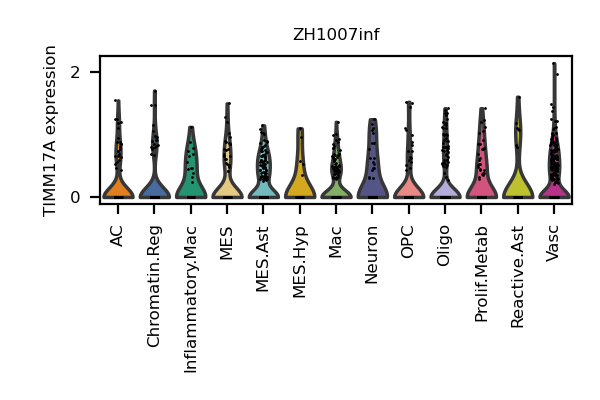 ZH1007inf
TIMM17A expression
2
0
AC
Chromatin.Reg
Inflammatory.Mac
MES
MES.Ast
MES.Hyp
Mac
Neuron
OPC
Oligo
Prolif.Metab
Reactive.Ast
Vasc